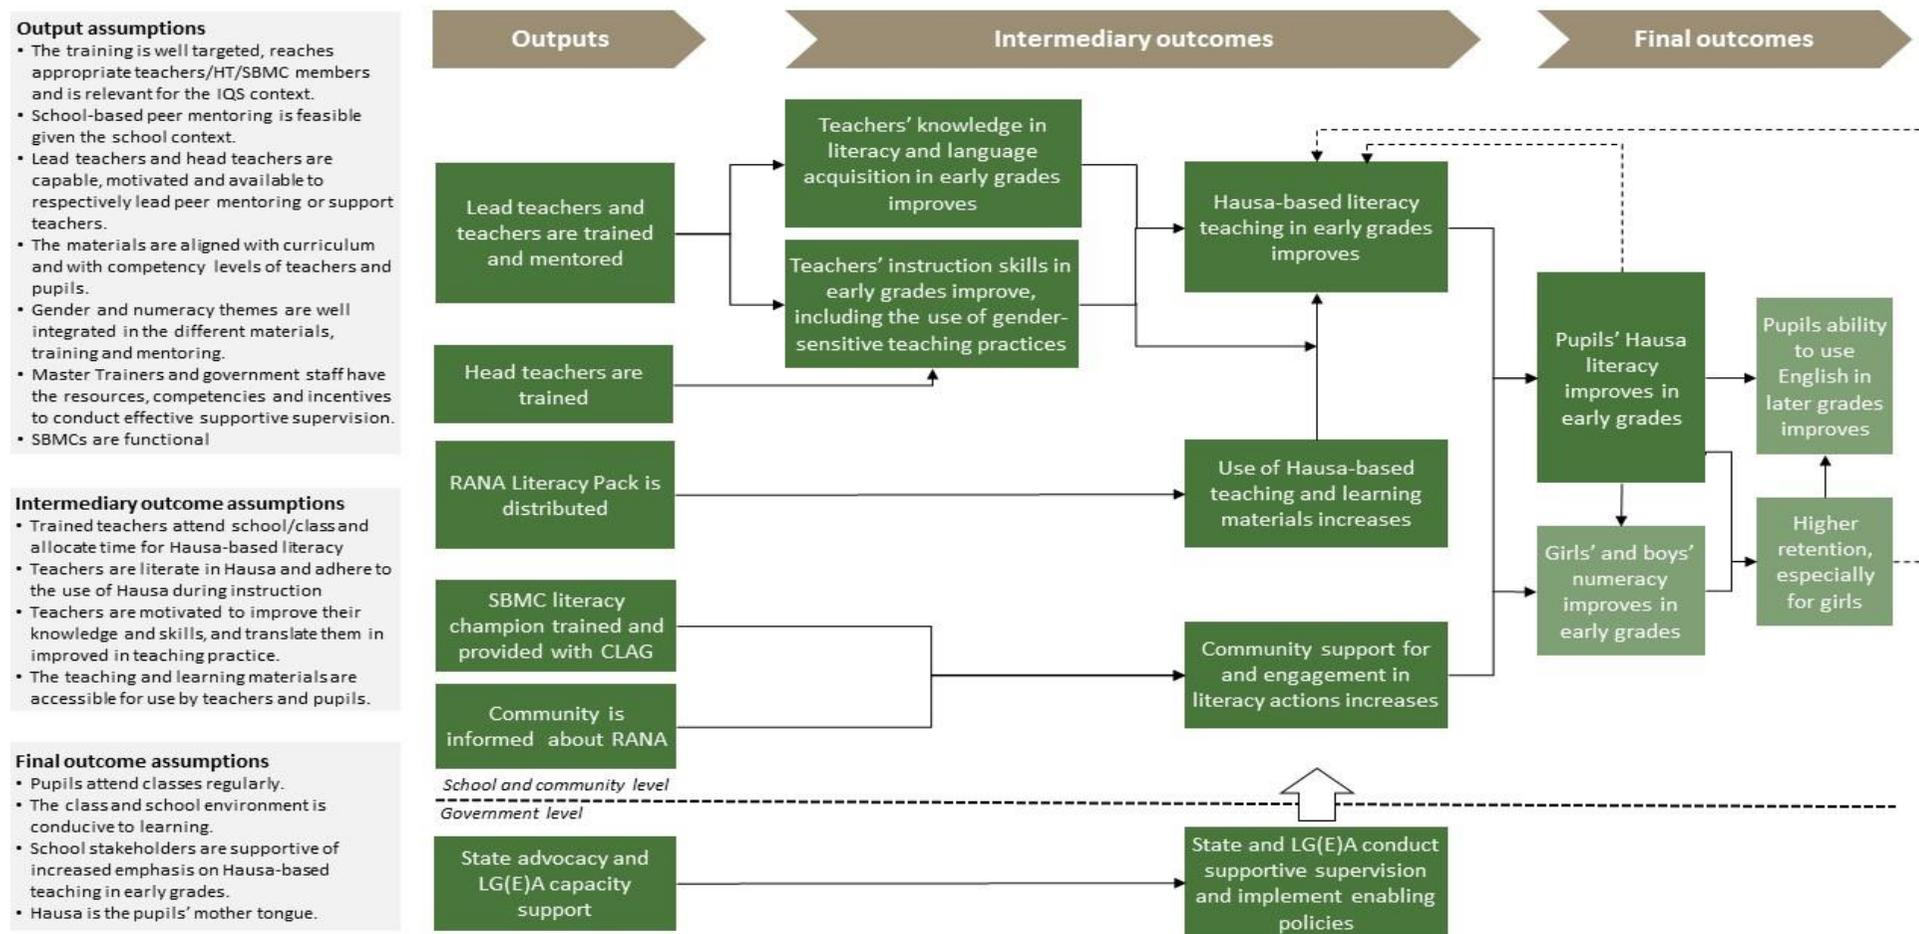 Output assumptions
• The training is well targeted, reaches
appropriate teachers/HT/SBMC members
and is relevant for the IQS context.
• School-based peer mentoring is feasible
given the school context.
• Lead teachers and head teachers are
capable, motivated and available to
respectively lead peer mentoring or support
teachers.
• The materials are aligned with curriculum
and with competency levels of teachers and
pupils.
• Gender and numeracy themes are well
integrated in the different materials,
training and mentoring.
• Master Trainers and government staff have
the resources, competencies and incentives
to conduct effective supportive supervision.
• SBMCs are functional
Intermediary outcome assumptions
• Trained teachers attend school/class and
allocate time for Hausa-based literacy
• Teachers are literate in Hausa and adhere to
the use of Hausa during instruction
• Teachers are motivated to improve their
knowledge and skills, and translate them in
improved in teaching practice.
• The teaching and learning materials are
accessible for use by teachers and pupils.
Final outcome assumptions
• Pupils attend classes regularly.
• The class and school environment is
conducive to learning.
• School stakeholders are supportive of
increased emphasis on Hausa-based
teaching in early grades.
• Hausa is the pupils' mother tongue.
Outputs
Intermediary outcomes
Final outcomes
Lead teachers and
teachers are trained
and mentored
Head teachers are
trained
RANA Literacy Pack is
distributed
SBMC literacy
champion trained and
provided with CLAG
Community is
informed about RANA
Teachers' knowledge in
literacy and language
acquisition in early grades
improves
Teachers' instruction skills in
early grades improve,
including the use of gender-
sensitive teaching practices
Hausa-based literacy
teaching in early grades
improves
Use of Hausa-based
teaching and learning
materials increases
Community support for
and engagement in
literacy actions increases
Pupils' Hausa
literacy
improves in
early grades
Girls' and boys'
numeracy
improves in
early grades
Pupils ability
to use
English in
later grades
improves
Higher
retention,
especially
for girls
School and community level
Government level
State advocacy and
LG(E)A capacity
support
State and LG(E)A conduct
supportive supervision
and implement enabling
policies